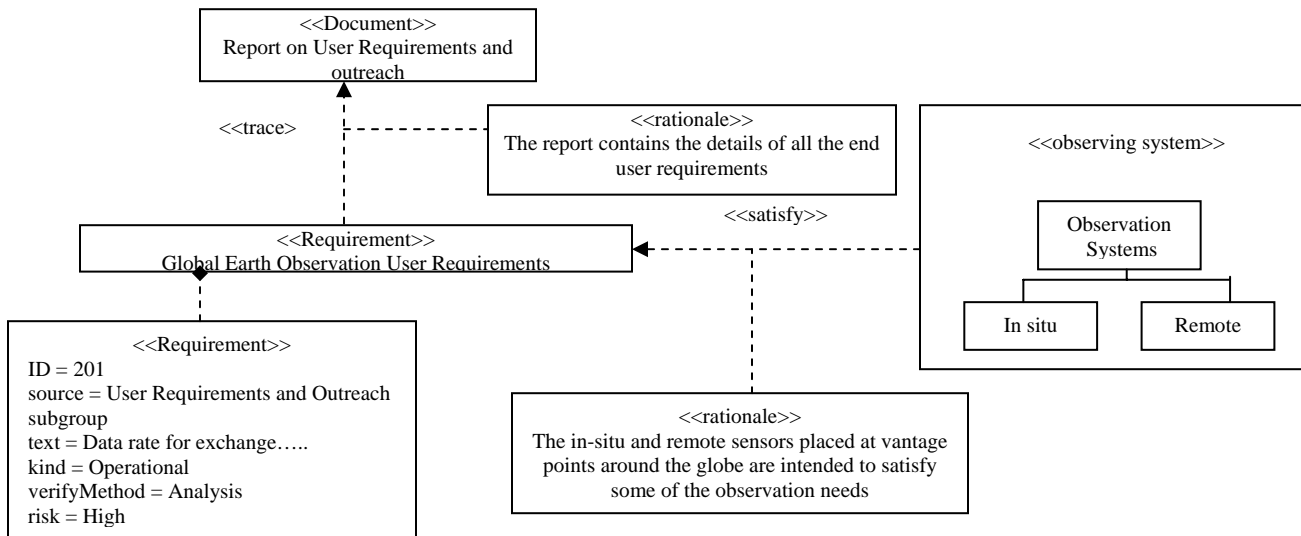 <<Document>>
Report on User Requirements and
outreach
<<trace>
<<rationale>>
The report contains the details of all the end
user requirements
<<observing system>>
Observation
Systems
In situ
Remote
<<satisfy>>
<<Requirement>>
Global Earth Observation User Requirements
<<Requirement>>
ID = 201
source = User Requirements and Outreach
subgroup
text = Data rate for exchange…..
kind = Operational
verifyMethod = Analysis
risk = High
<<rationale>>
The in-situ and remote sensors placed at vantage
points around the globe are intended to satisfy
some of the observation needs